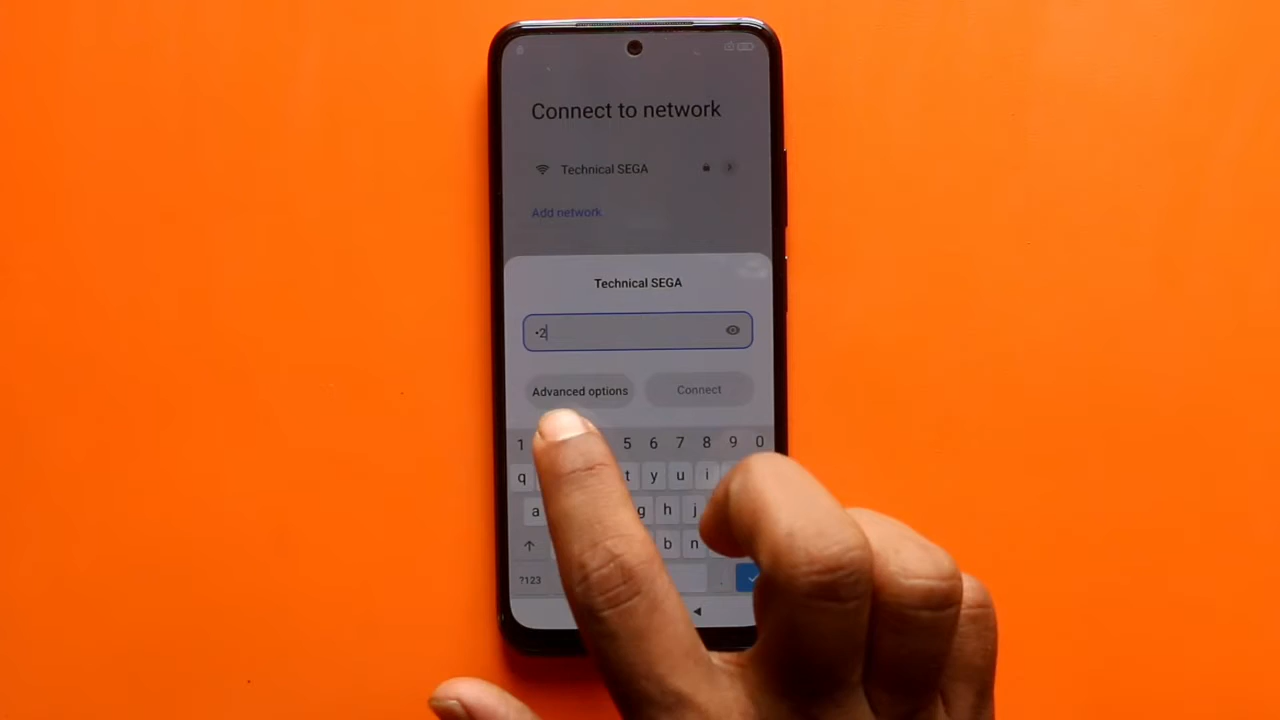 Connect to network
Technical SEGA
Add network
Technical SEGA
•2
Advanced options Connect
1 5 6 7 8 9 0
q t y u i
a g h j
b n
?123 .